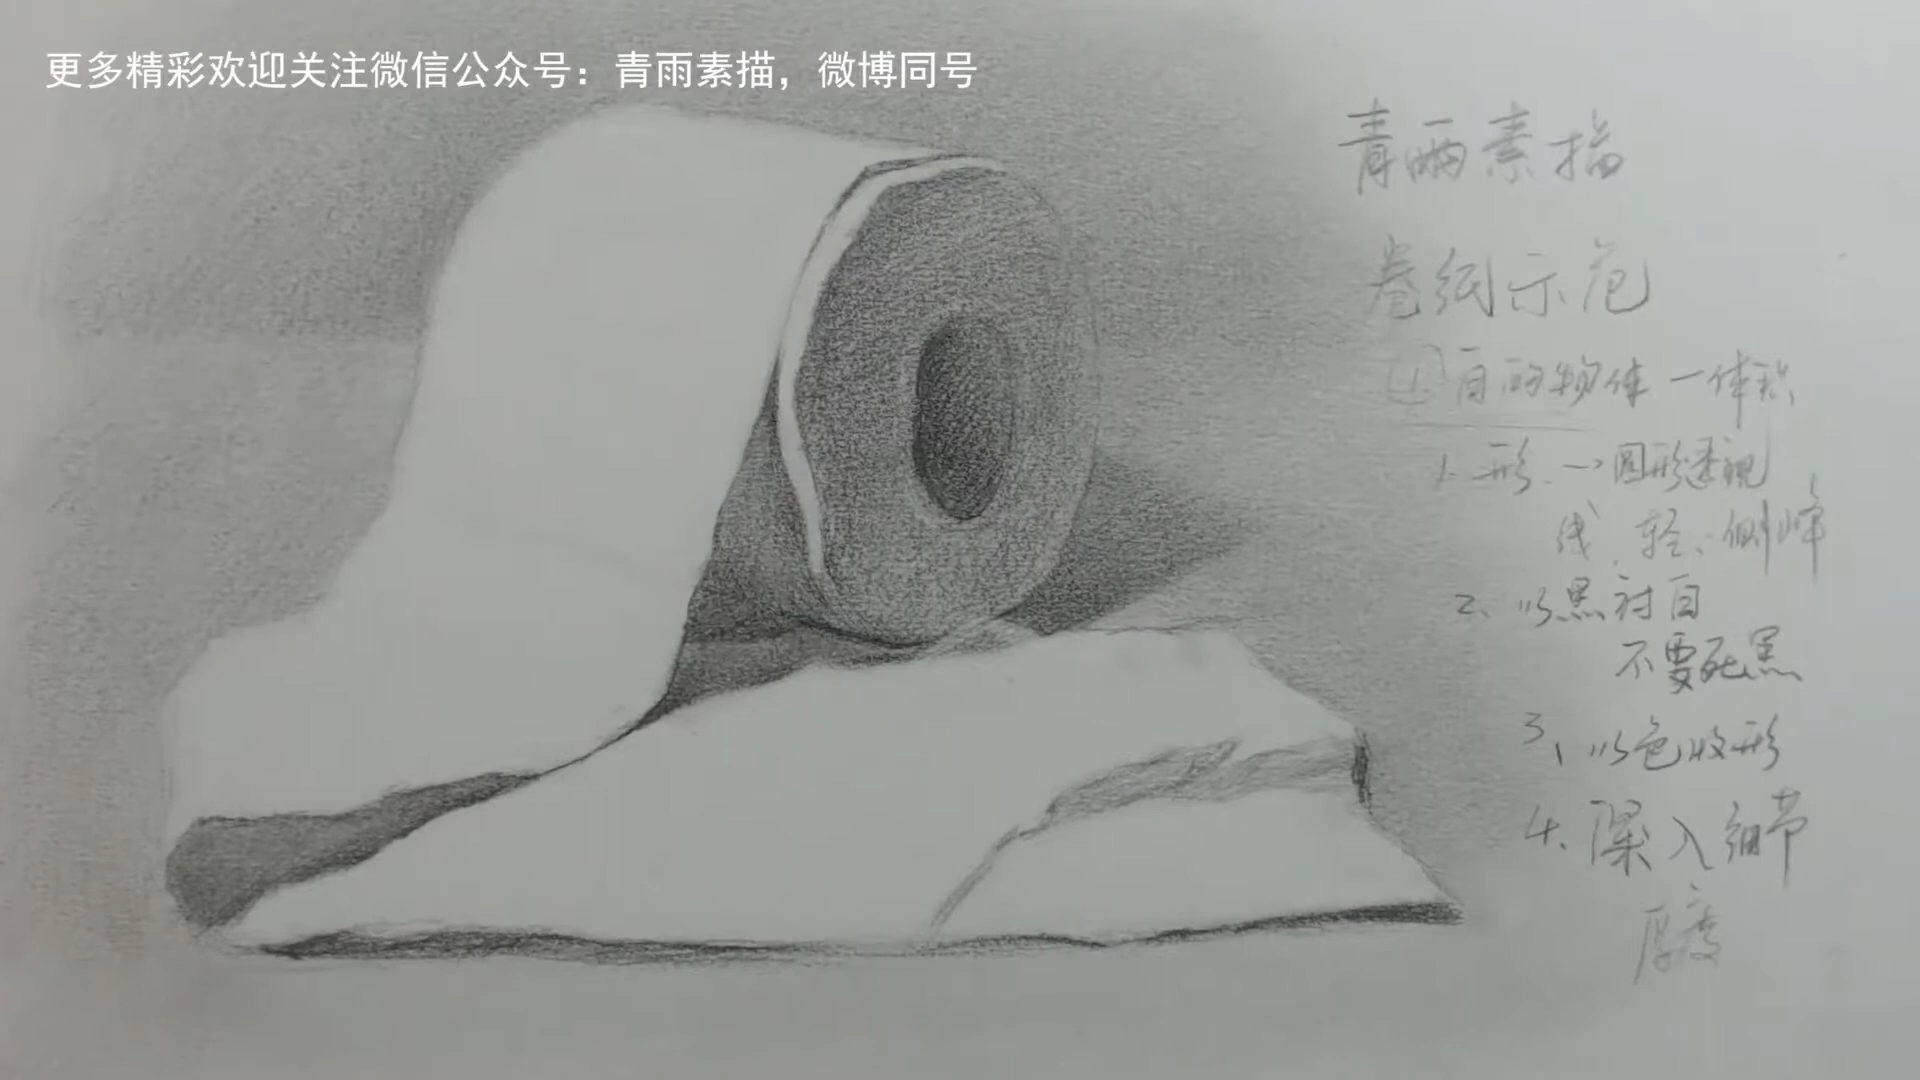 更多精彩欢迎关注微信公众号：青雨素描，微博同号
青雨素描
卷纸示范
白的物体一体积
1. 形 → 圆形透视
线、轻、侧峰
2、以黑衬白
不要死黑
3、以色收形
4、深入细节
厚度